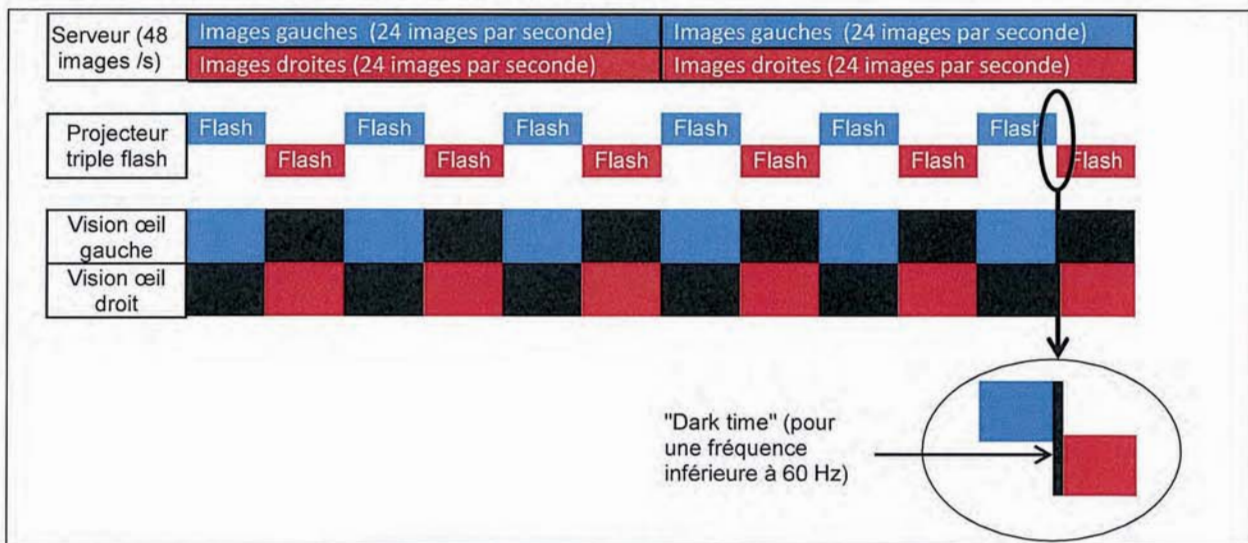 Serveur (48
images /s)
Images gauches (24 images par seconde)
Images gauches (24 images par seconde)
Images droites (24 images par seconde)
Images droites (24 images par seconde)
Projecteur
triple flash
Flash
Flash
Flash
Flash
Flash
Flash
Flash
Flash
Flash
Flash
Flash
Flash
Vision œil
gauche
Vision œil
droit
"Dark time" (pour
une fréquence
inférieure à 60 Hz)